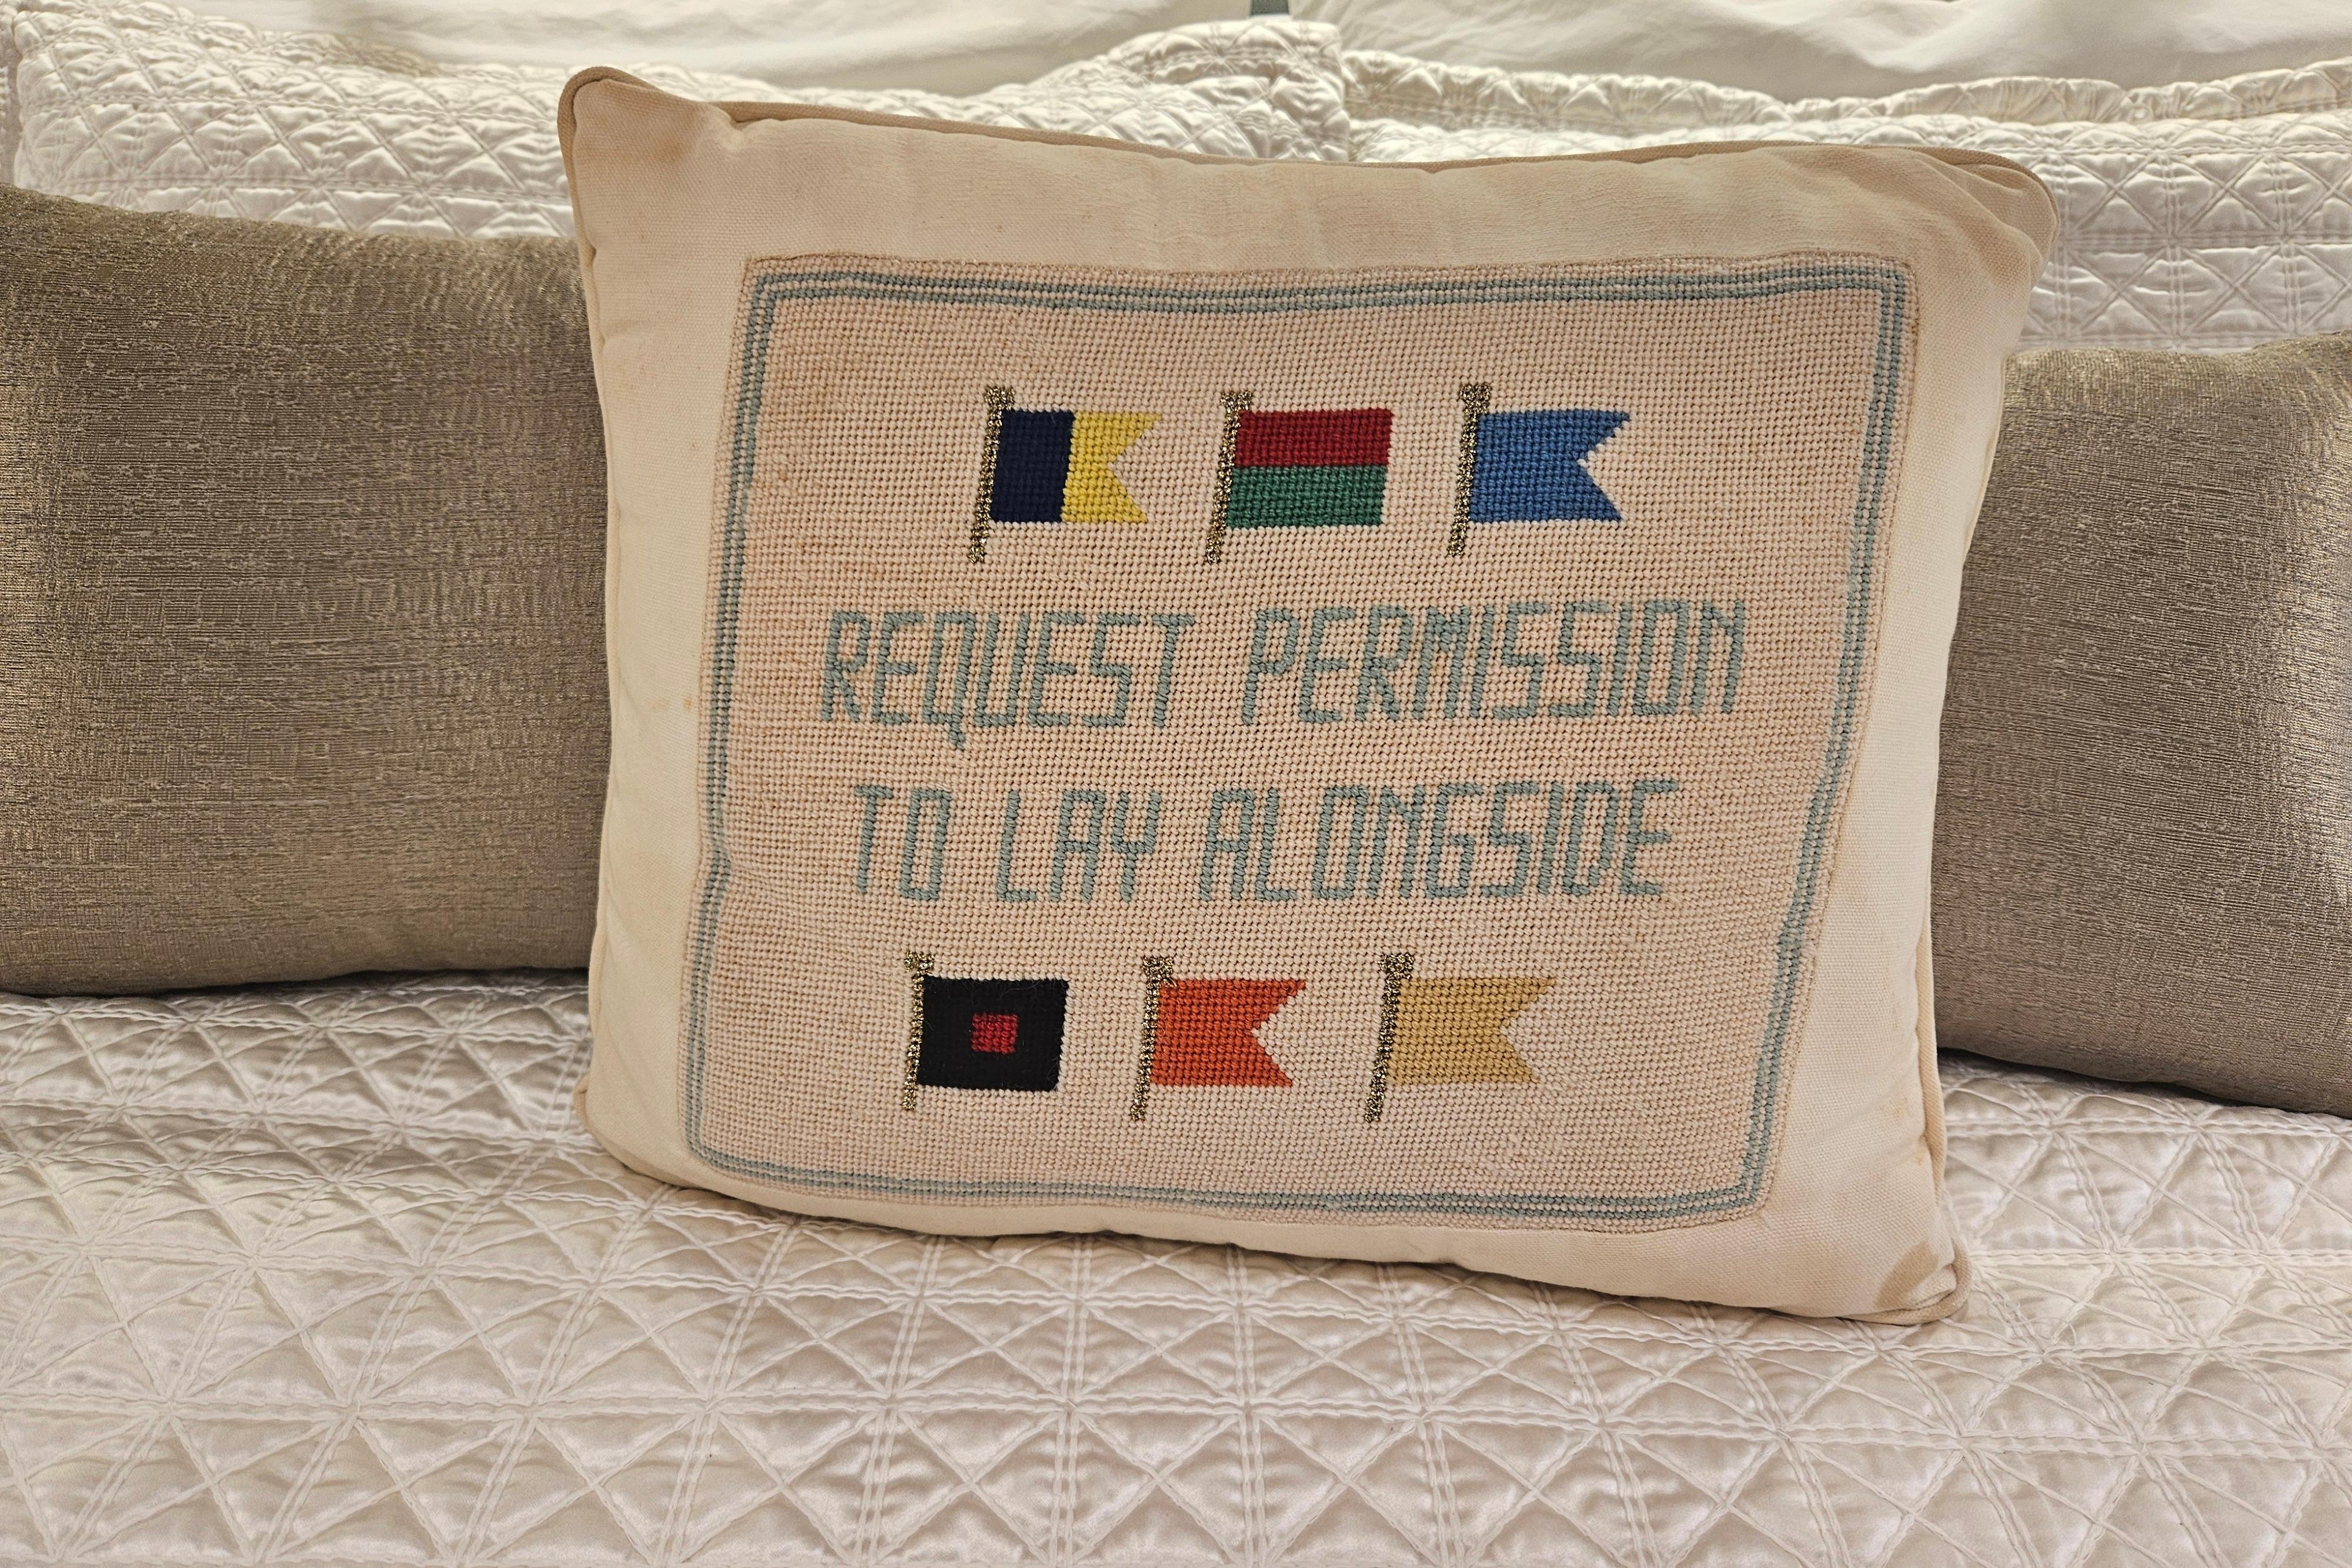 REQUEST PERMISSION
TO LAY ALONGSIDE